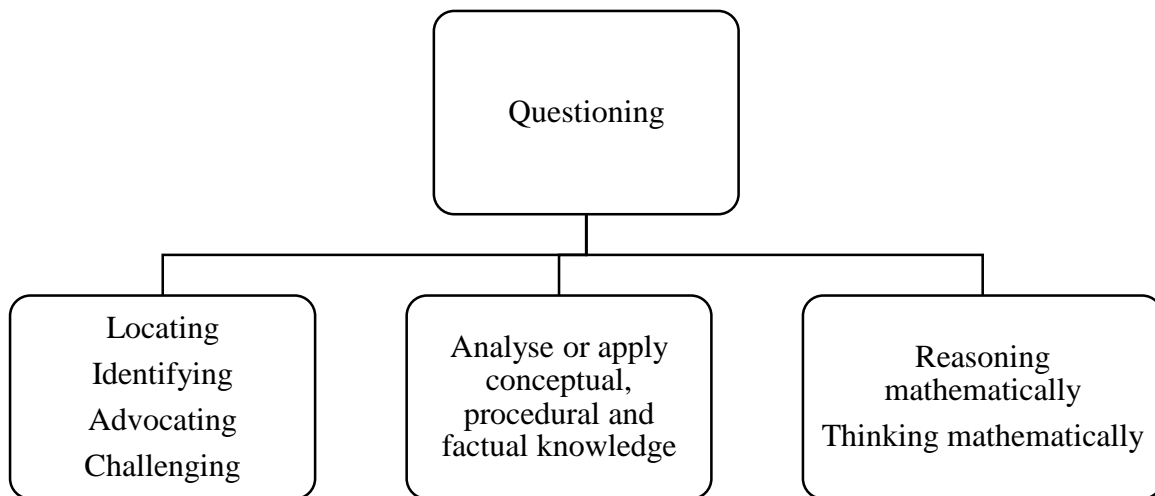 Questioning
Locating
Identifying
Advocating
Challenging
Analyse or apply
conceptual,
procedural and
factual knowledge
Reasoning
mathematically
Thinking mathematically